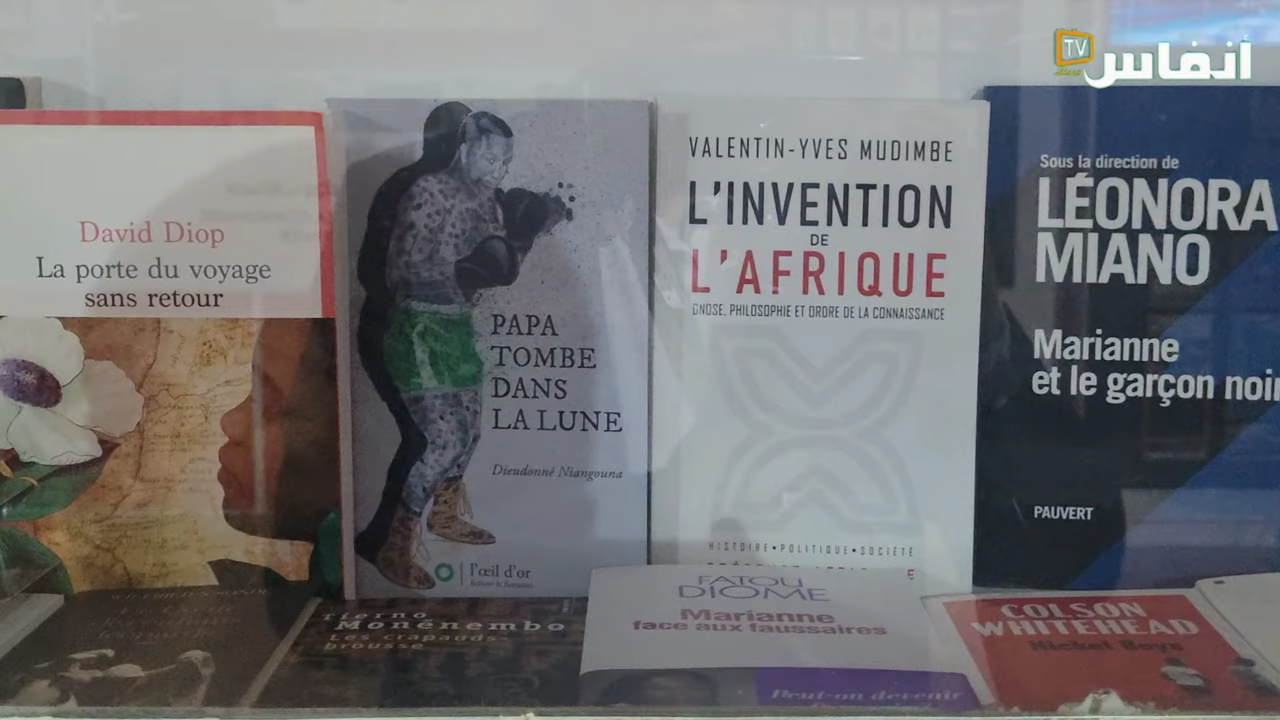 TV
أنفاس
David Diop
La porte du voyage
sans retour
PAPA
TOMBE
DANS
LA LUNE
Dieudonné Niangouna
l'œil d'or
VALENTIN-YVES MUDIMBE
L'INVENTION
DE
L'AFRIQUE
GNOSE, PHILOSOPHIE ET ORDRE DE LA CONNAISSANCE
HISTOIRE • POLITIQUE • SOCIÉTÉ
Sous la direction de
LÉONORA
MIANO
Marianne
et le garçon noir
PAUVERT
Tierno
Monénembo
Les crapauds-
brousse
FATOU
DIOME
Marianne
face aux faussaires
Peut-on devenir
COLSON
WHITEHEAD
Nickel Boys